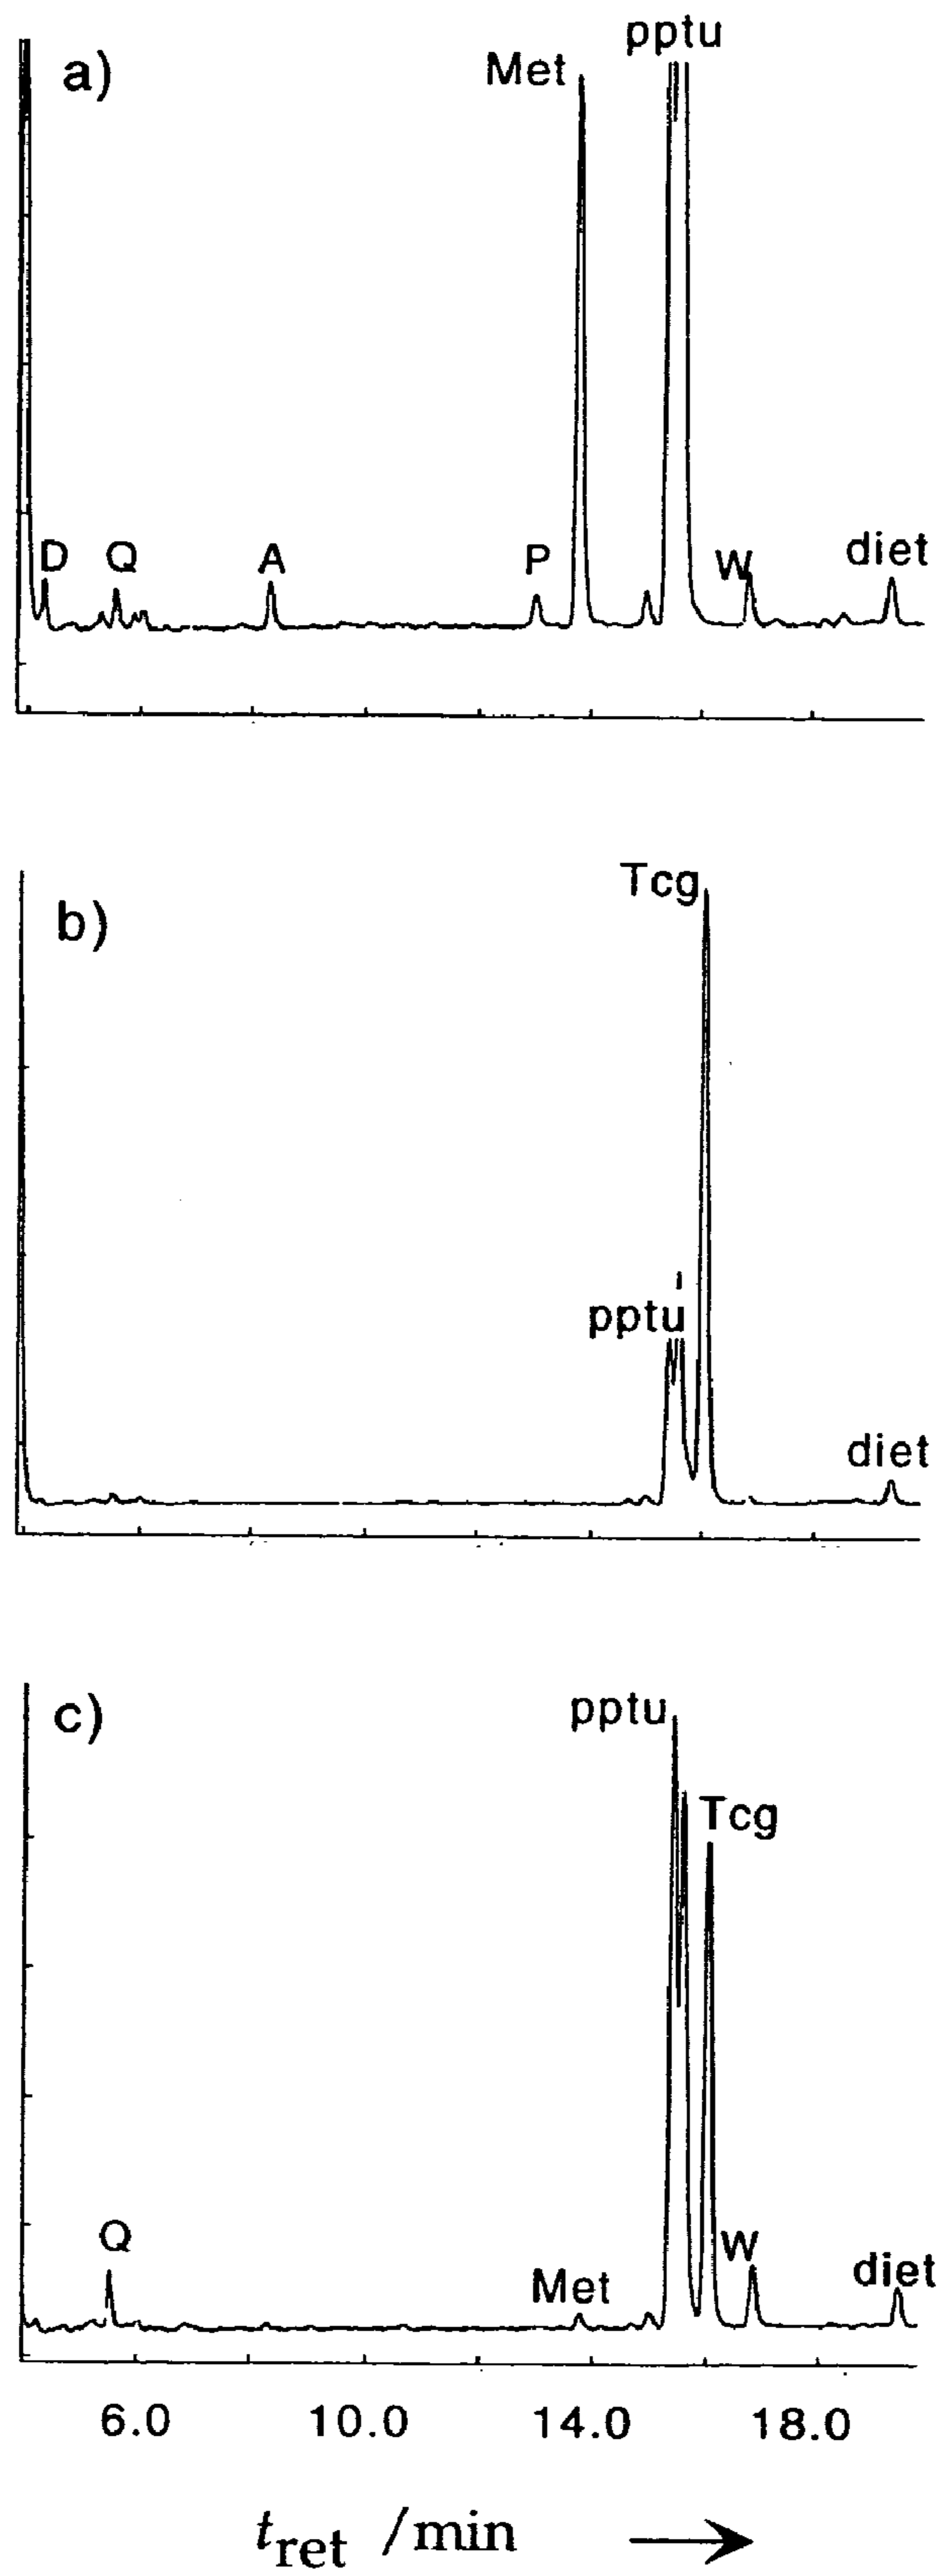 a)
Met
pptu
D Q A P W diet
b)
Tcg
pptu
diet
c)
pptu
Tcg
Q Met W diet
6.0 10.0 14.0 18.0
tret /min